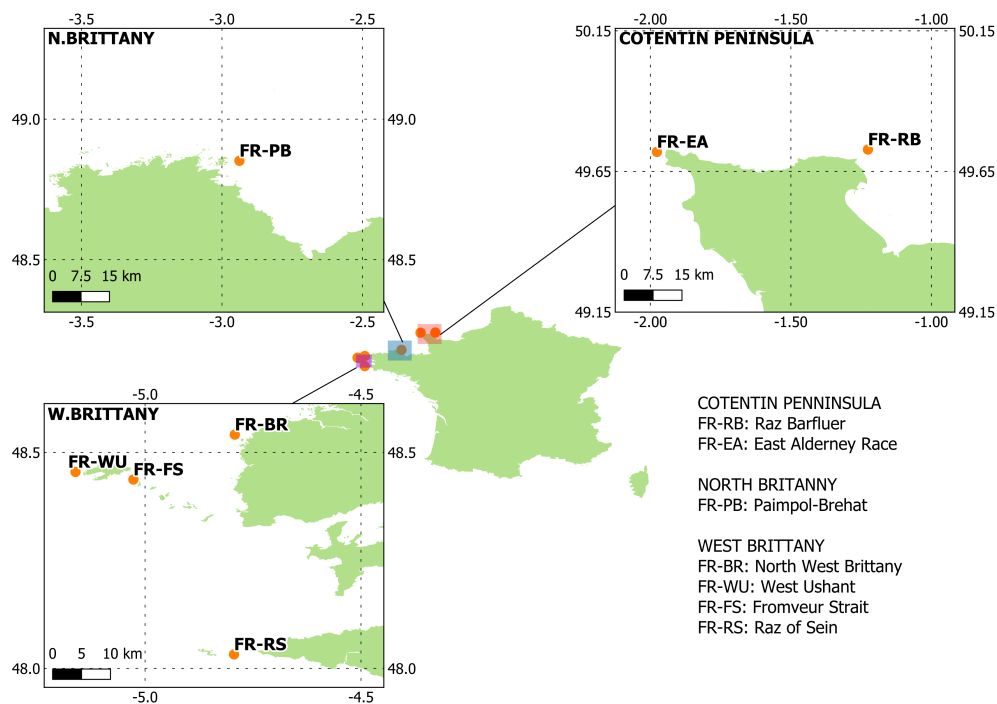 -3.5 -3.0 -2.5
N.BRITTANY
49.0 49.0
FR-PB
48.5 48.5
0 7.5 15 km
-3.5 -3.0 -2.5
-2.00 -1.50 -1.00
50.15 50.15
COTENTIN PENINSULA
FR-EA FR-RB
49.65 49.65
0 7.5 15 km
49.15 49.15
-2.00 -1.50 -1.00
-5.0 -4.5
W.BRITTANY
FR-BR
48.5 48.5
FR-WU FR-FS
FR-RS
0 5 10 km
48.0 48.0
-5.0 -4.5
COTENTIN PENNINSULA
FR-RB: Raz Barfluer
FR-EA: East Alderney Race
NORTH BRITANNY
FR-PB: Paimpol-Brehat
WEST BRITTANY
FR-BR: North West Brittany
FR-WU: West Ushant
FR-FS: Fromveur Strait
FR-RS: Raz of Sein